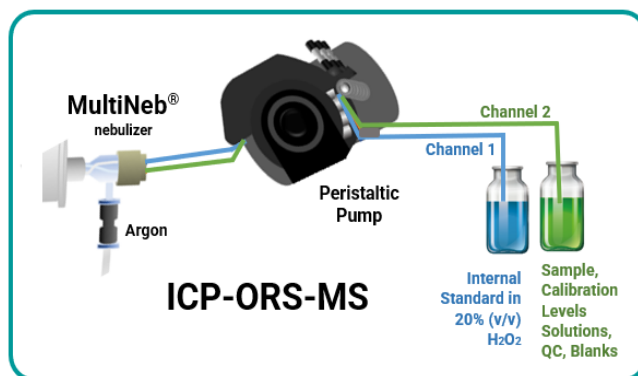 MultiNeb®
nebulizer
Channel 2
Channel 1
Peristaltic
Pump
Argon
ICP-ORS-MS
Internal
Standard in
20% (v/v)
H₂O₂
Sample,
Calibration
Levels
Solutions,
QC, Blanks